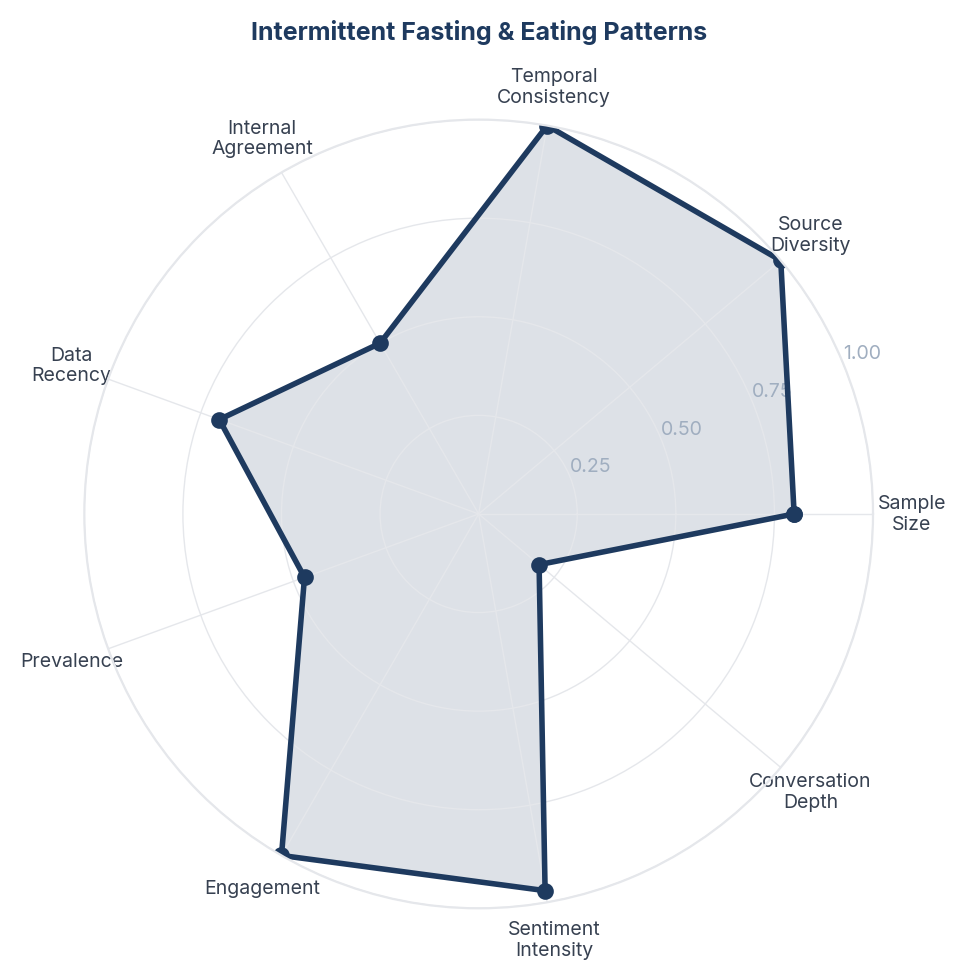 Intermittent Fasting & Eating Patterns
Temporal
Consistency
Internal
Agreement
Source
Diversity
Data
Recency
1.00
0.75
0.50
0.25
Sample
Size
Prevalence
Conversation
Depth
Engagement
Sentiment
Intensity